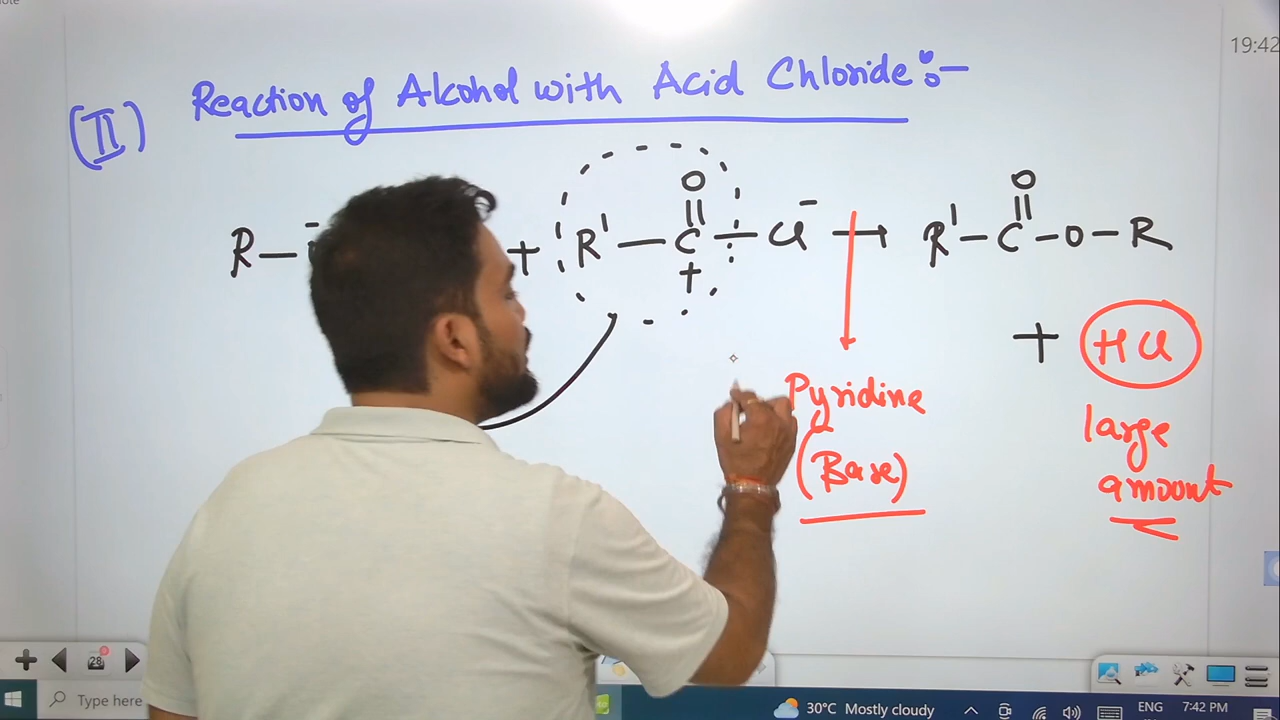 19:42
(II) Reaction of Alcohol with Acid Chloride :-
O O
R — + R' — C — Cl⁻ → R' — C — O — R
+
+ HCl
Pyridine large
(Base) amount
28
Type here
30°C Mostly cloudy ENG 7:42 PM